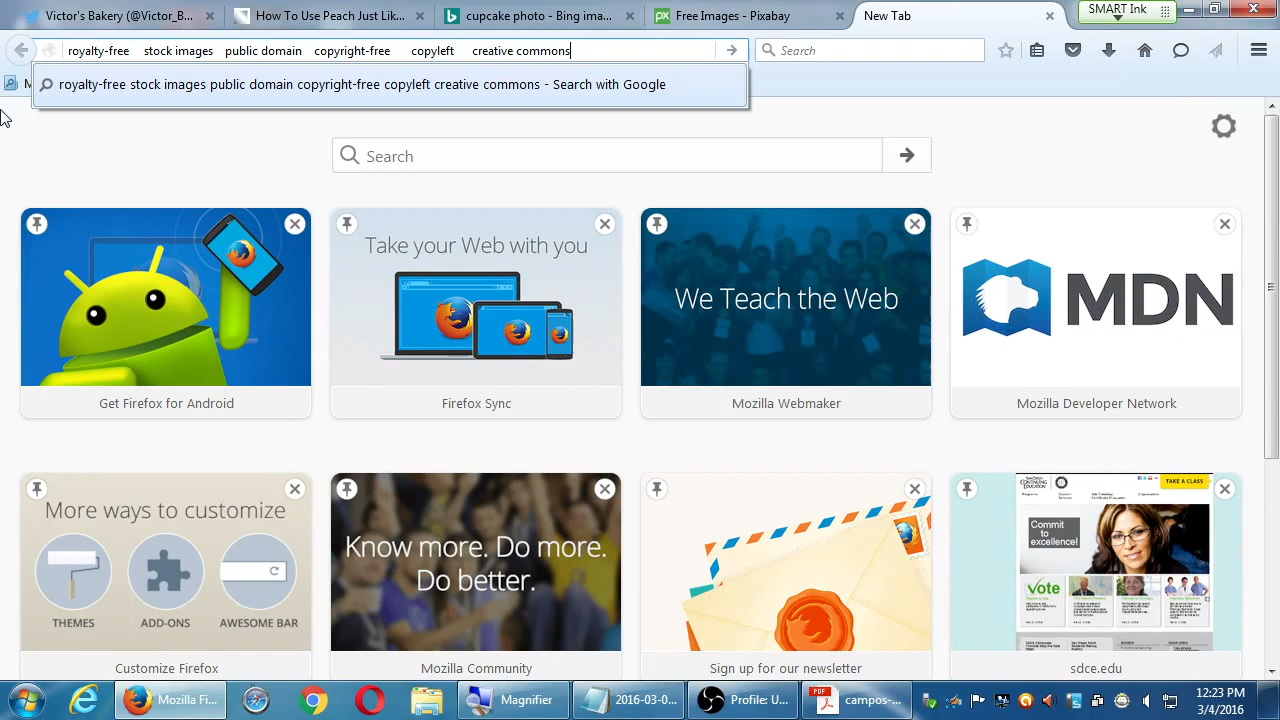 Victor's Bakery (@Victor_B
How To Use Peach Just Lik
cupcake photo - Bing ima
Free Images - Pixabay
New Tab
SMART Ink
royalty-free stock images public domain copyright-free copyleft creative commons
Search
royalty-free stock images public domain copyright-free copyleft creative commons - Search with Google
M
Search
Take your Web with you
We Teach the Web
MDN
Get Firefox for Android
Firefox Sync
Mozilla Webmaker
Mozilla Developer Network
More ways to customize
THEMES
ADD-ONS
AWESOME BAR
Know more. Do more.
Do better.
TAKE A CLASS
Commit
to
excellence!
vote
Customize Firefox
Mozilla Community
Sign up for our newsletter
sdce.edu
Mozilla Fi...
Magnifier
2016-03-0...
Profile: U...
PDF
campos-...
12:23 PM
3/4/2016